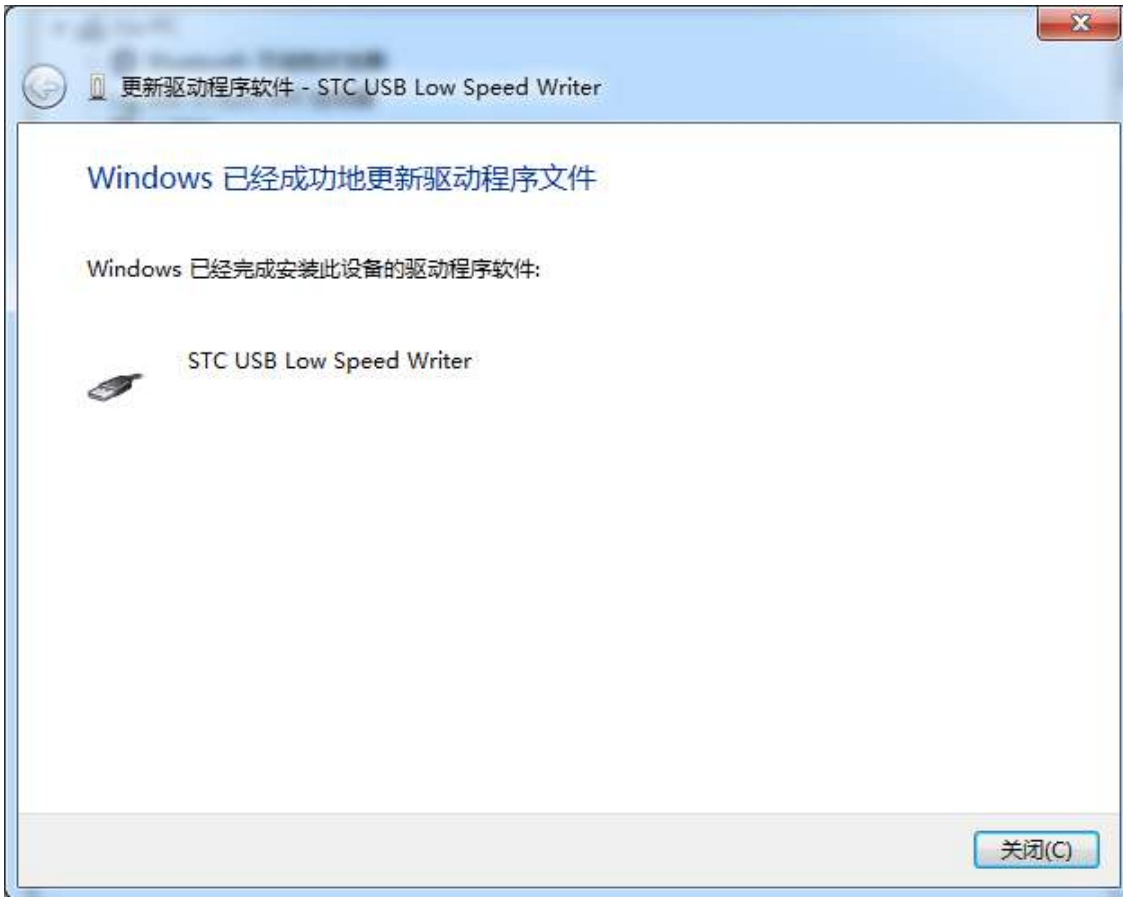 更新驱动程序软件 - STC USB Low Speed Writer
Windows 已经成功地更新驱动程序文件
Windows 已经完成安装此设备的驱动程序软件:
STC USB Low Speed Writer
关闭(C)